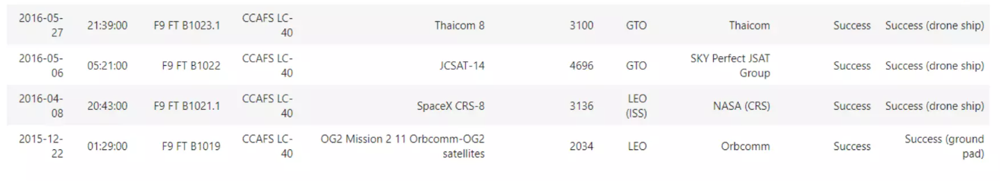 2016-05-27 21:39:00 F9 FT B1023.1 CCAFS LC-40 Thaicom 8 3100 GTO Thaicom Success Success (drone ship)
2016-05-06 05:21:00 F9 FT B1022 CCAFS LC-40 JCSAT-14 4696 GTO SKY Perfect JSAT Group Success Success (drone ship)
2016-04-08 20:43:00 F9 FT B1021.1 CCAFS LC-40 SpaceX CRS-8 3136 LEO (ISS) NASA (CRS) Success Success (drone ship)
2015-12-22 01:29:00 F9 FT B1019 CCAFS LC-40 OG2 Mission 2 11 Orbcomm-OG2 satellites 2034 LEO Orbcomm Success Success (ground pad)